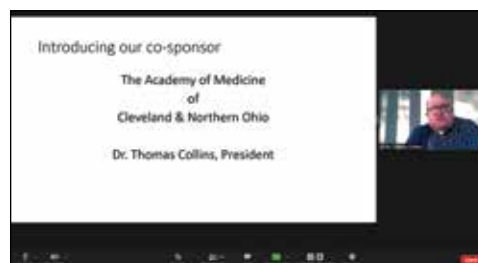 Introducing our co-sponsor
The Academy of Medicine
of
Cleveland & Northern Ohio
Dr. Thomas Collins, President